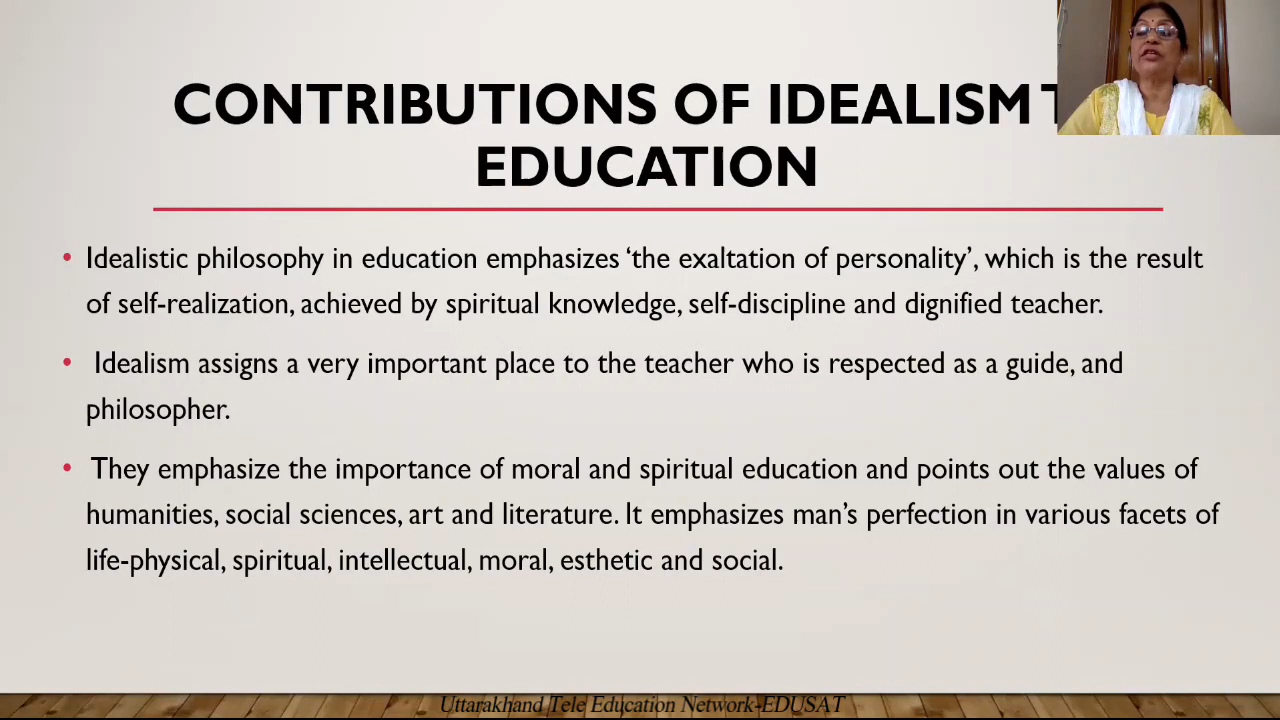 CONTRIBUTIONS OF IDEALISM
EDUCATION
• Idealistic philosophy in education emphasizes ‘the exaltation of personality’, which is the result
of self-realization, achieved by spiritual knowledge, self-discipline and dignified teacher.
• Idealism assigns a very important place to the teacher who is respected as a guide, and
philosopher.
• They emphasize the importance of moral and spiritual education and points out the values of
humanities, social sciences, art and literature. It emphasizes man’s perfection in various facets of
life-physical, spiritual, intellectual, moral, esthetic and social.
Uttarakhand Tele Education Network-EDUSAT